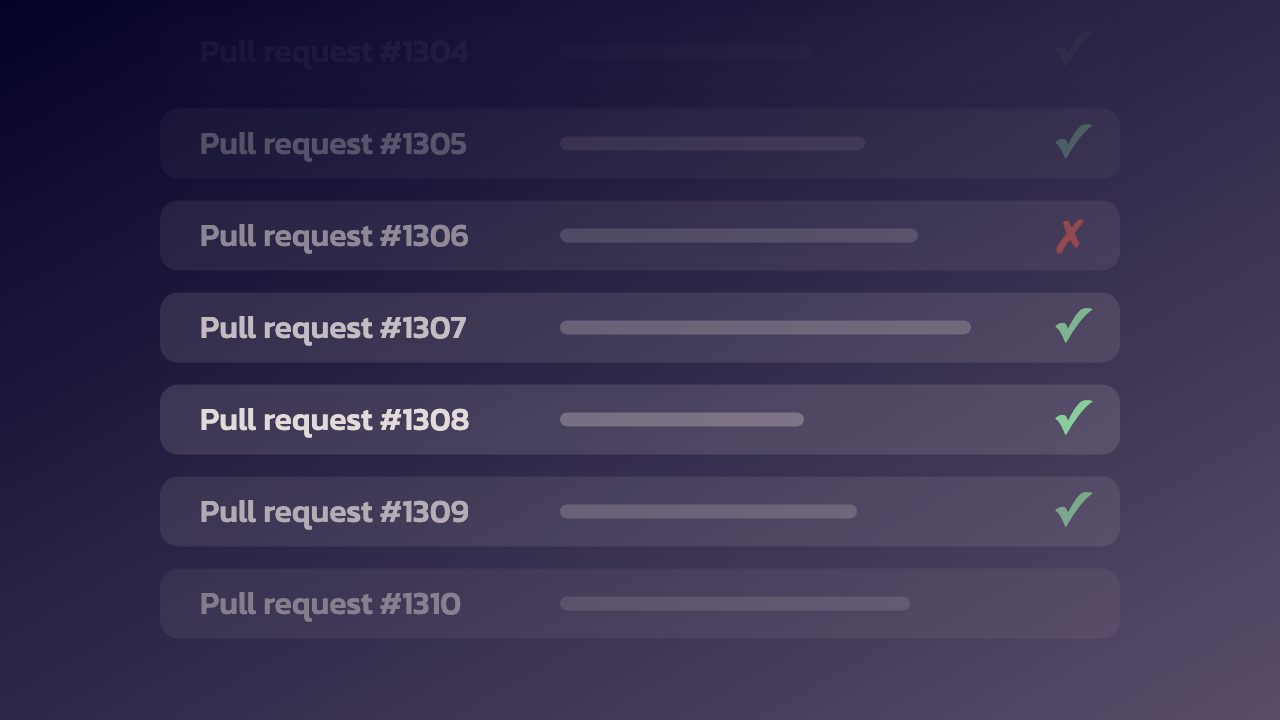 Pull request #1304 ✓
Pull request #1305 ✓
Pull request #1306 ✗
Pull request #1307 ✓
Pull request #1308 ✓
Pull request #1309 ✓
Pull request #1310